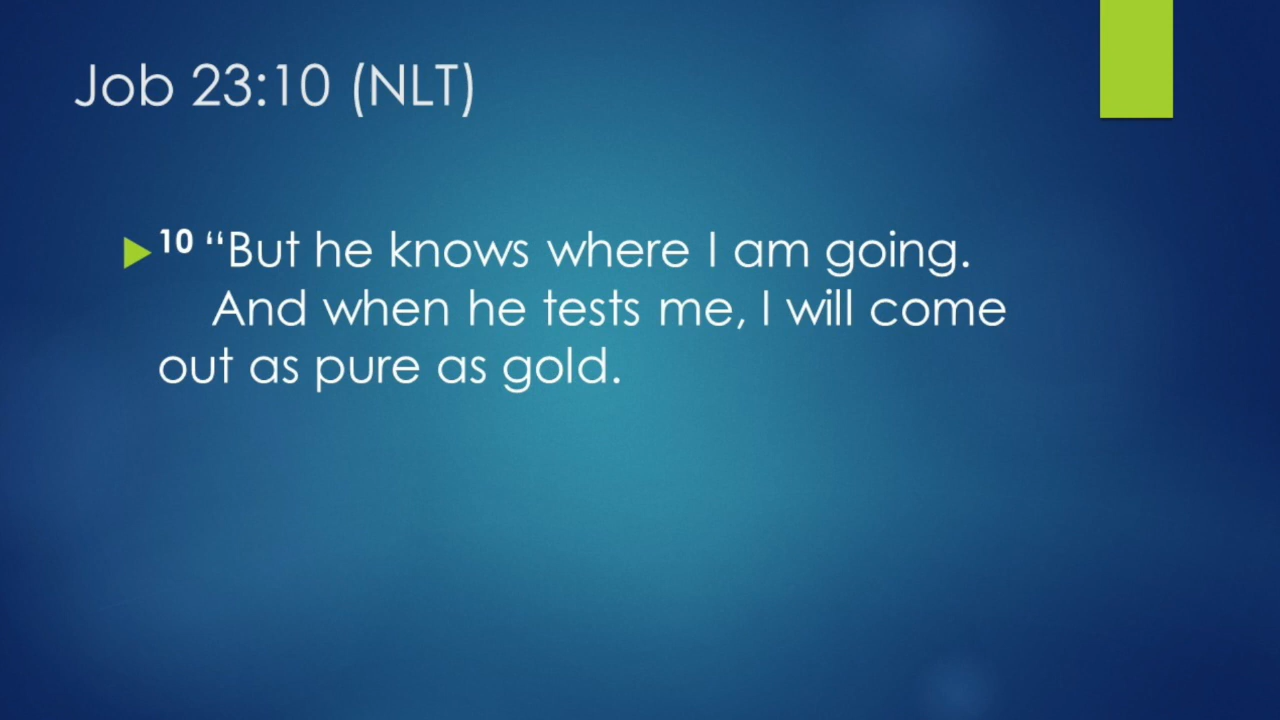 Job 23:10 (NLT)
10 “But he knows where I am going.
And when he tests me, I will come
out as pure as gold.